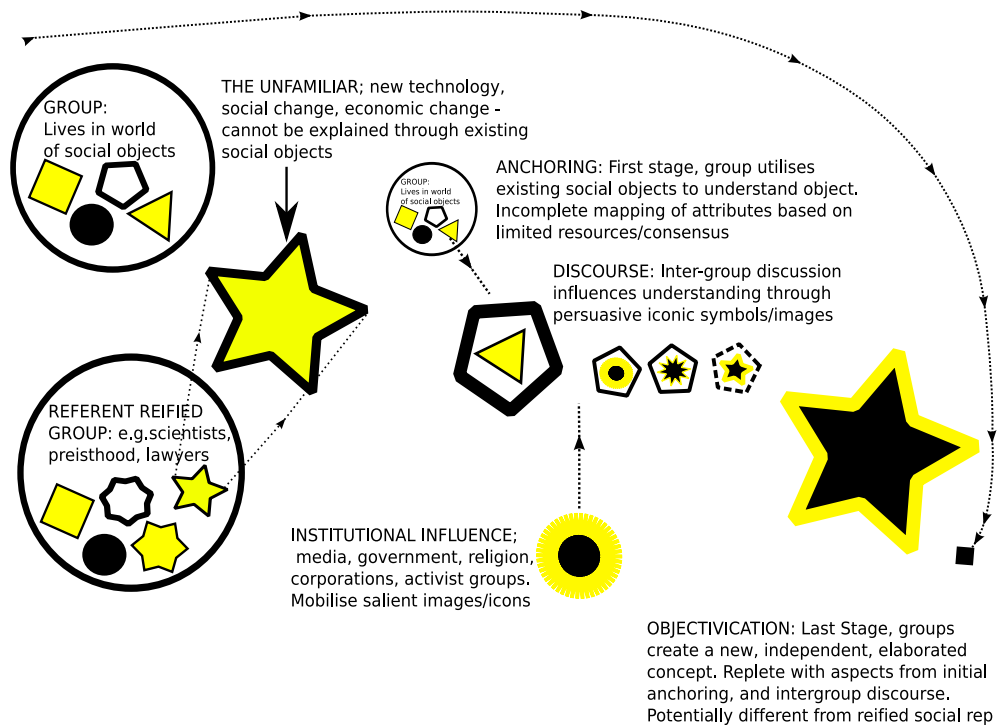 GROUP:
Lives in world
of social objects
THE UNFAMILIAR; new technology,
social change, economic change -
cannot be explained through existing
social objects
GROUP:
Lives in world
of social objects
ANCHORING: First stage, group utilises
existing social objects to understand object.
Incomplete mapping of attributes based on
limited resources/consensus
DISCOURSE: Inter-group discussion
influences understanding through
persuasive iconic symbols/images
REFERENT REIFIED
GROUP: e.g.scientists,
preisthood, lawyers
INSTITUTIONAL INFLUENCE;
media, government, religion,
corporations, activist groups.
Mobilise salient images/icons
OBJECTIVICATION: Last Stage, groups
create a new, independent, elaborated
concept. Replete with aspects from initial
anchoring, and intergroup discourse.
Potentially different from reified social rep